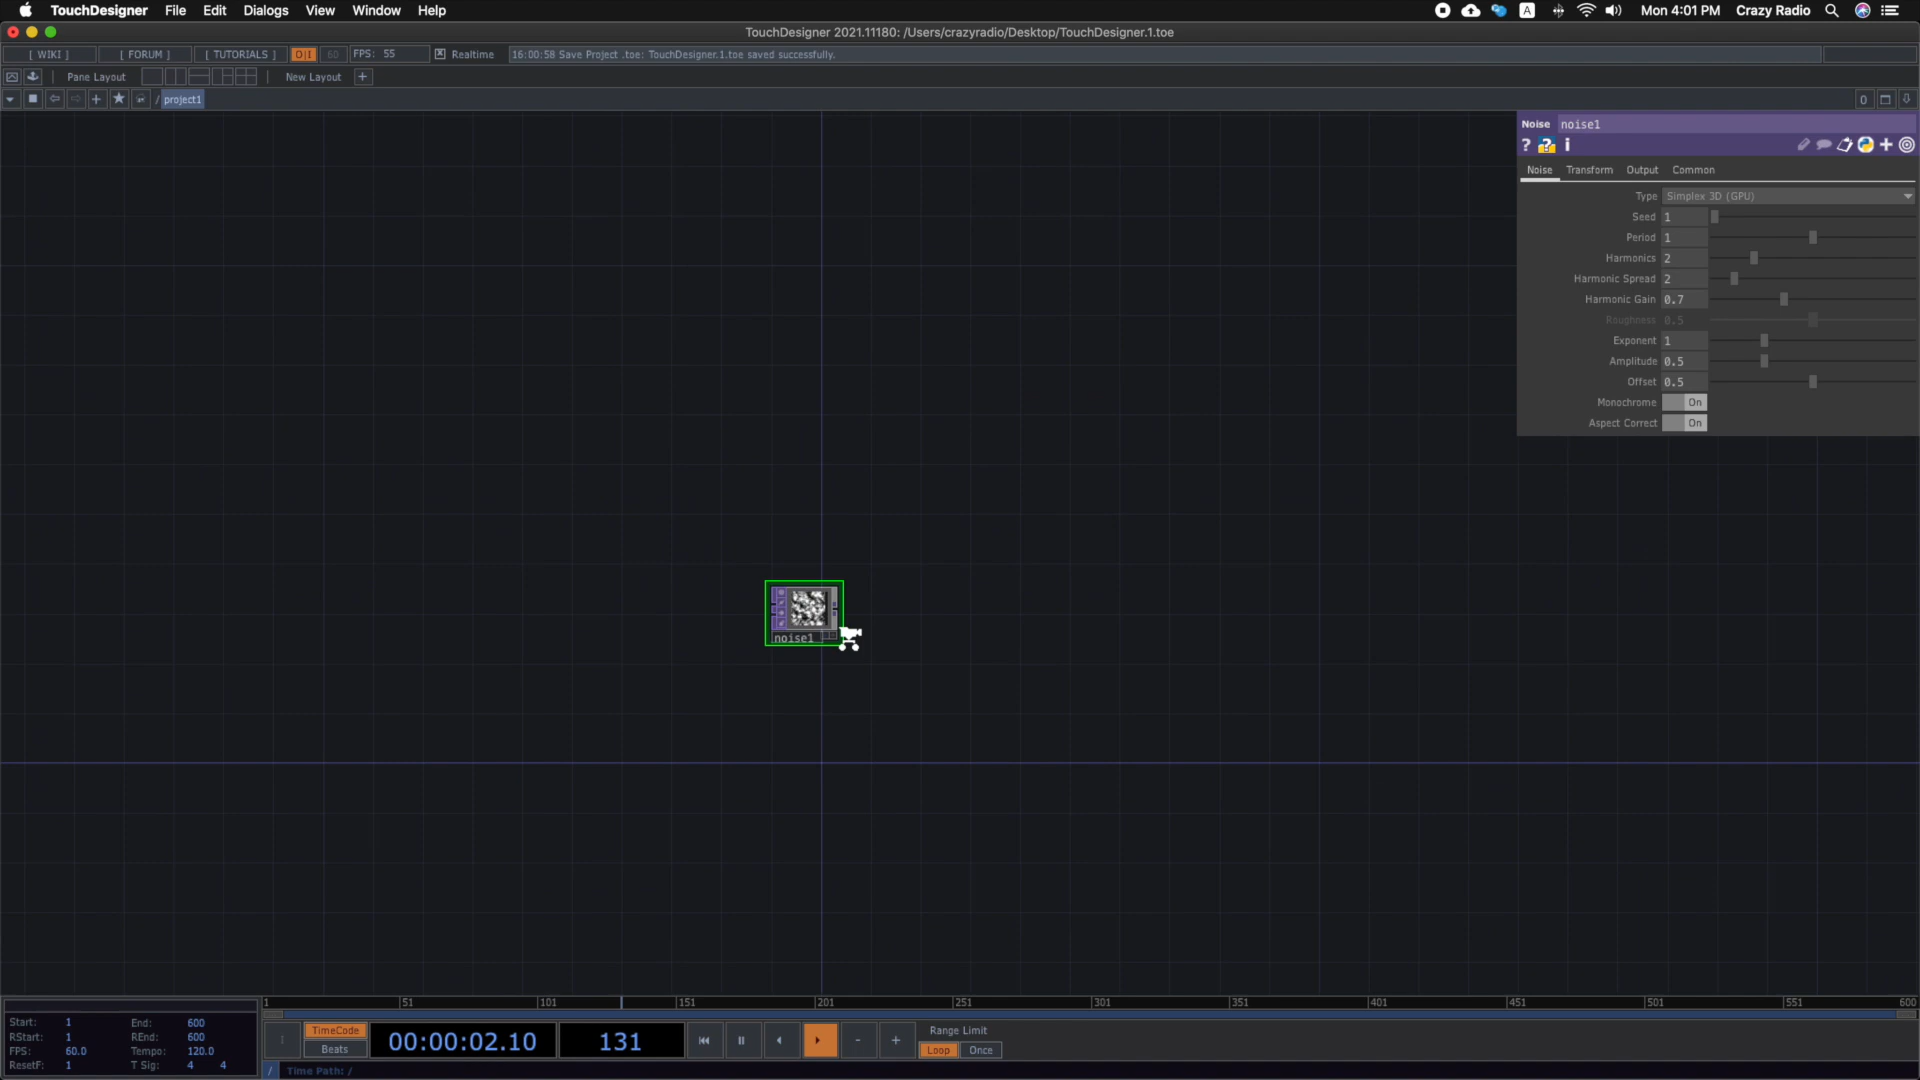 TouchDesigner File Edit Dialogs View Window Help A Mon 4:01 PM Crazy Radio
TouchDesigner 2021.11180: /Users/crazyradio/Desktop/TouchDesigner.1.toe
[ WIKI ] [ FORUM ] [ TUTORIALS ] O|I 60 FPS: 55 Realtime 16:00:58 Save Project .toe: TouchDesigner.1.toe saved successfully.
Pane Layout New Layout +
+ / project1 0
Noise noise1
? ? i
Noise Transform Output Common
Type Simplex 3D (GPU)
Seed 1
Period 1
Harmonics 2
Harmonic Spread 2
Harmonic Gain 0.7
Roughness 0.5
Exponent 1
Amplitude 0.5
Offset 0.5
Monochrome On
Aspect Correct On
noise1
1 51 101 151 201 251 301 351 401 451 501 551 600
Start: 1 End: 600
RStart: 1 REnd: 600
FPS: 60.0 Tempo: 120.0
ResetF: 1 T Sig: 4 4
TimeCode
Beats
00:00:02.10 131 - +
Range Limit
Loop Once
/ Time Path: /